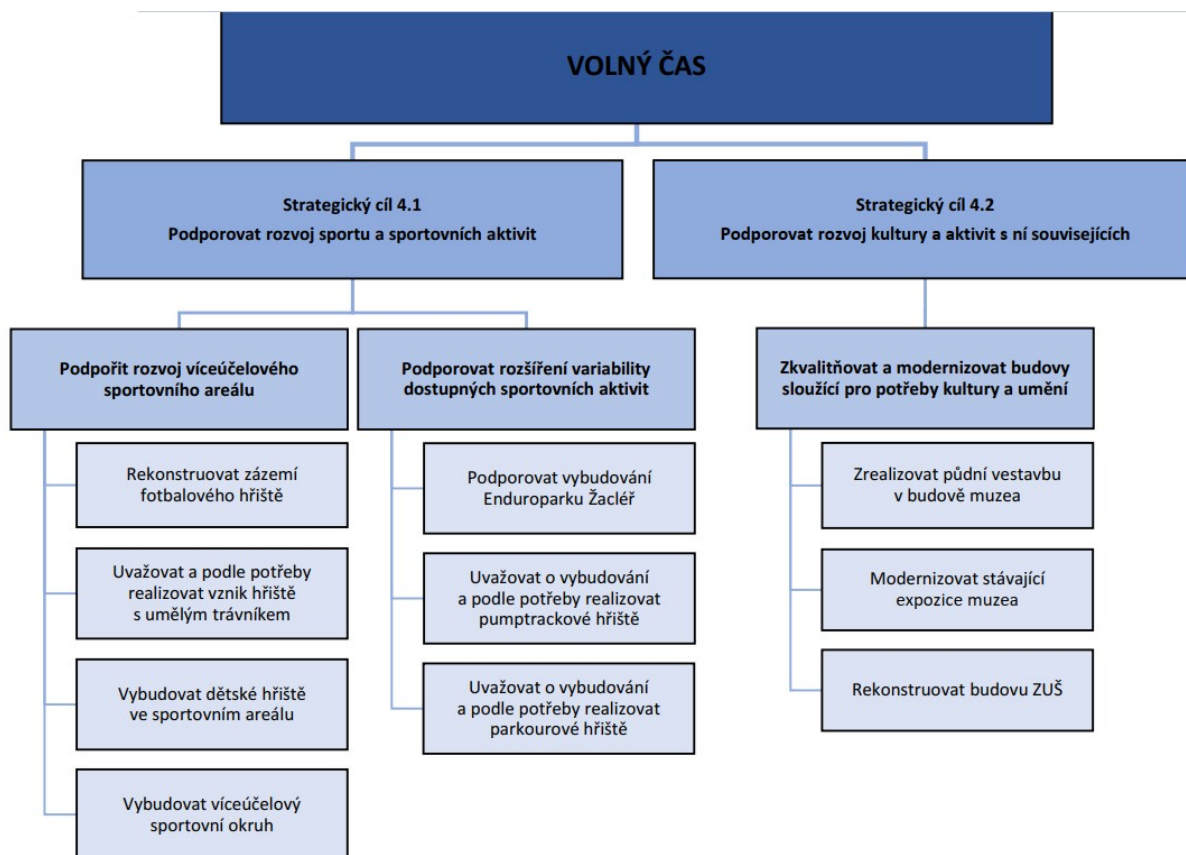 VOLNÝ ČAS
Strategický cíl 4.1
Podporovat rozvoj sportu a sportovních aktivit
Strategický cíl 4.2
Podporovat rozvoj kultury a aktivit s ní souvisejících
Podpořit rozvoj víceúčelového
sportovního areálu
Podporovat rozšíření variability
dostupných sportovních aktivit
Zkvalitňovat a modernizovat budovy
sloužící pro potřeby kultury a umění
Rekonstruovat zázemí
fotbalového hřiště
Uvažovat a podle potřeby
realizovat vznik hřiště
s umělým trávníkem
Vybudovat dětské hřiště
ve sportovním areálu
Vybudovat víceúčelový
sportovní okruh
Podporovat vybudování
Enduroparku Žacléř
Uvažovat o vybudování
a podle potřeby realizovat
pumptrackové hřiště
Uvažovat o vybudování
a podle potřeby realizovat
parkourové hřiště
Zrealizovat půdní vestavbu
v budově muzea
Modernizovat stávající
expozice muzea
Rekonstruovat budovu ZUŠ